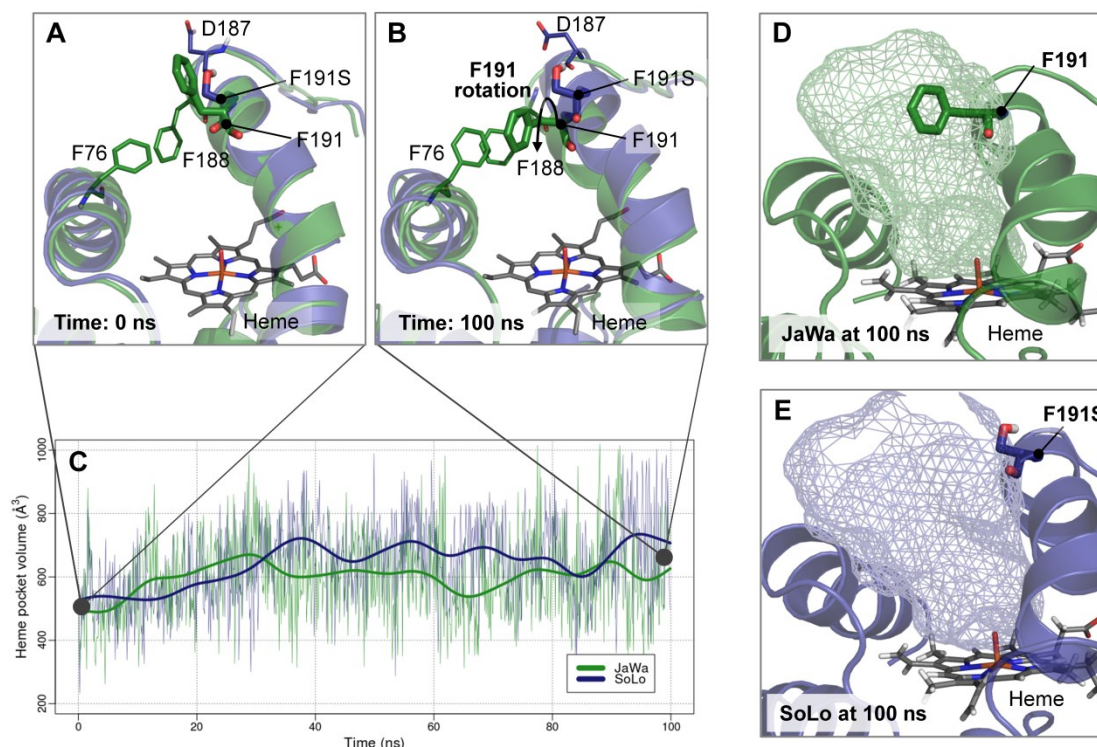 A
D187
F191S
F191
F76
F188
Time: 0 ns
Heme
B
D187
F191
rotation
F191S
F191
F76
F188
Time: 100 ns
Heme
C
Heme pocket volume (Å³)
1000
800
600
400
200
0
20
40
60
80
100
Time (ns)
JaWa
SoLo
D
F191
JaWa at 100 ns
Heme
E
F191S
SoLo at 100 ns
Heme